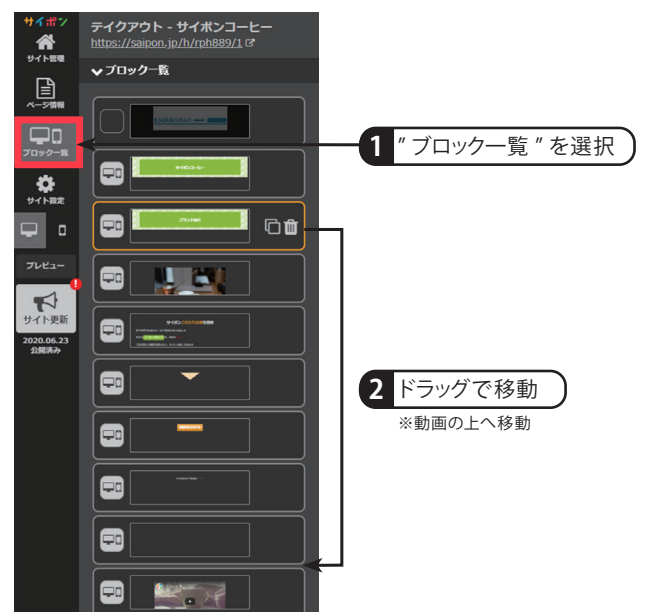 サイポン
テイクアウト - サイポンコーヒー
https://saipon.jp/h/rph889/1
サイト管理
ブロック一覧
ページ情報
ブロック一覧
サイト設定
プレビュー
!
サイト更新
2020.06.23
公開済み
サイポンコーヒー
1 ” ブロック一覧 ” を選択
2 ドラッグで移動
※動画の上へ移動